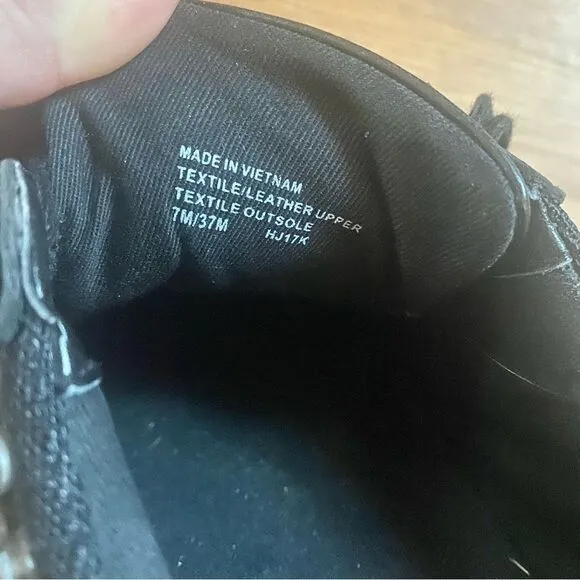 MADE IN VIETNAM
TEXTILE/LEATHER UPPER
TEXTILE OUTSOLE
7M/37M HJ17K